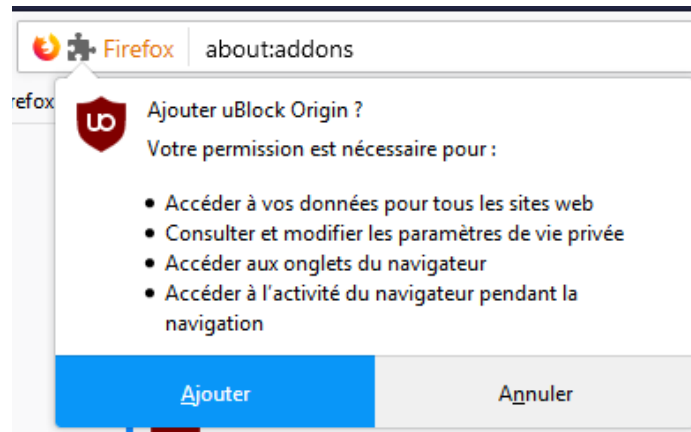 Firefox about:addons
refox
uo
Ajouter uBlock Origin ?
Votre permission est nécessaire pour :
• Accéder à vos données pour tous les sites web
• Consulter et modifier les paramètres de vie privée
• Accéder aux onglets du navigateur
• Accéder à l'activité du navigateur pendant la
navigation
Ajouter Annuler